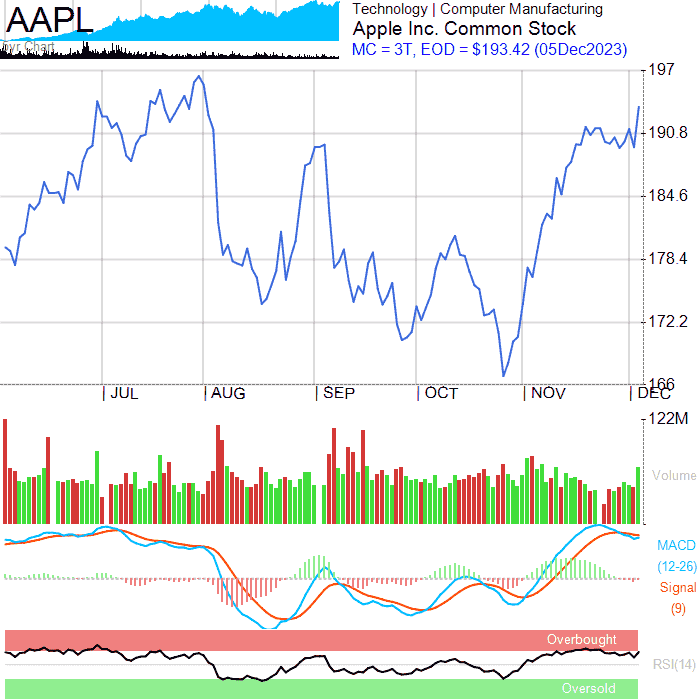 AAPL
1yr Chart
Technology | Computer Manufacturing
Apple Inc. Common Stock
MC = 3T, EOD = $193.42 (05Dec2023)
197
190.8
184.6
178.4
172.2
166
| JUL | AUG | SEP | OCT | NOV | DEC
122M
Volume
MACD
(12-26)
Signal
(9)
Overbought
RSI(14)
Oversold